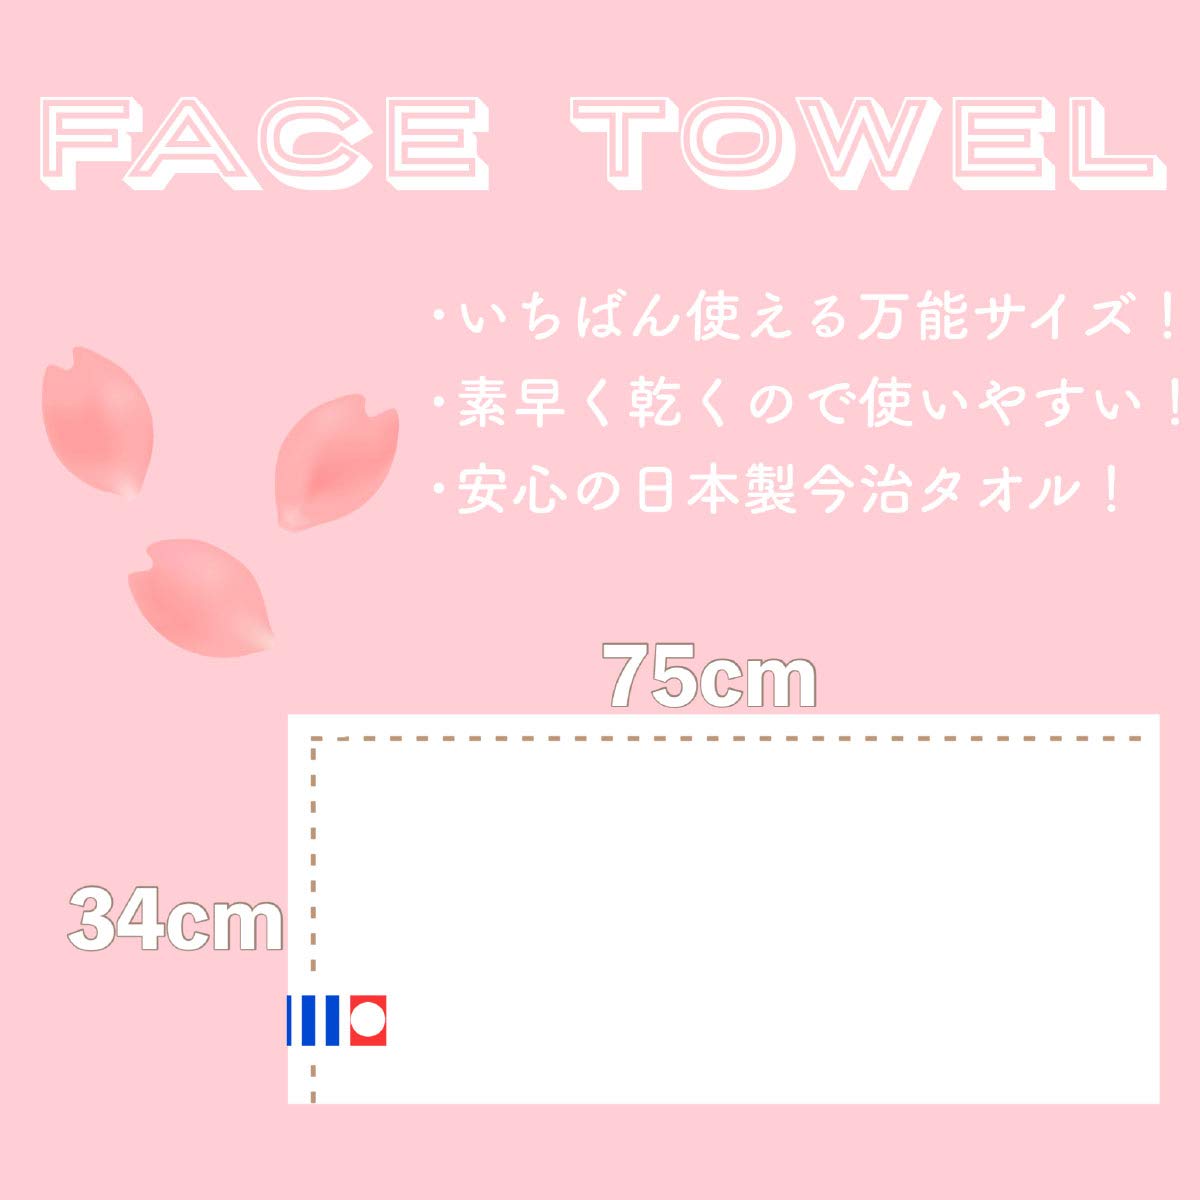 FACE TOWEL
・いちばん使える万能サイズ！
・素早く乾くので使いやすい！
・安心の日本製今治タオル！
75cm
34cm